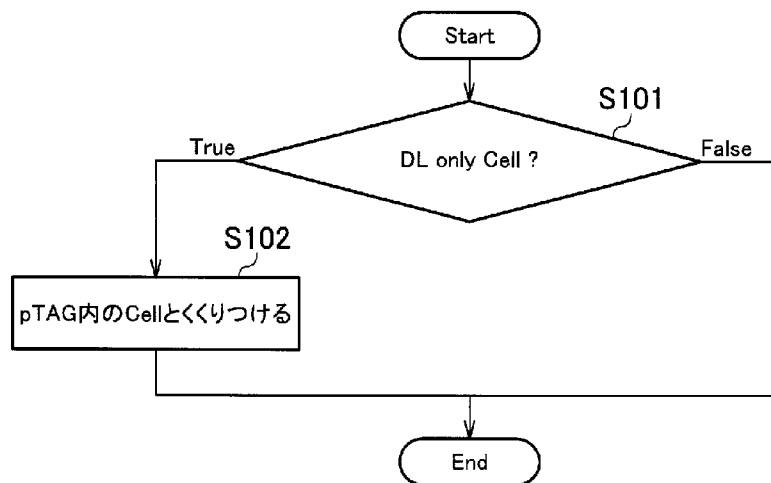 Start
S101
True
DL only Cell ?
False
S102
pTAG内のCellとくくりつける
End